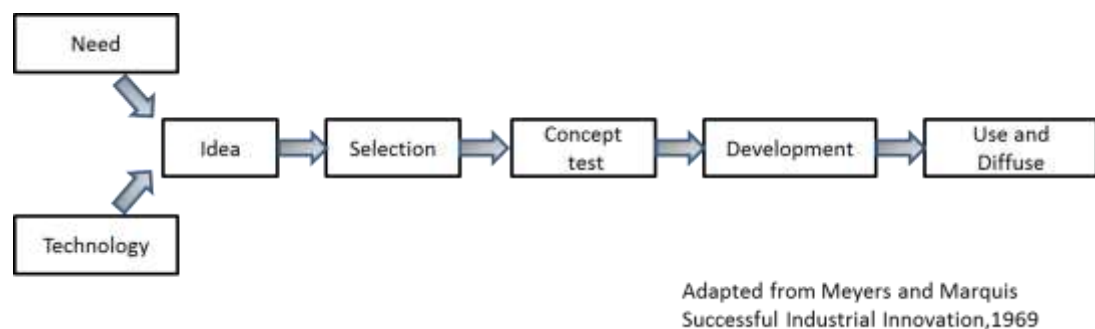 Need
Idea
Selection
Concept
test
Development
Use and
Diffuse
Technology
Adapted from Meyers and Marquis
Successful Industrial Innovation,1969